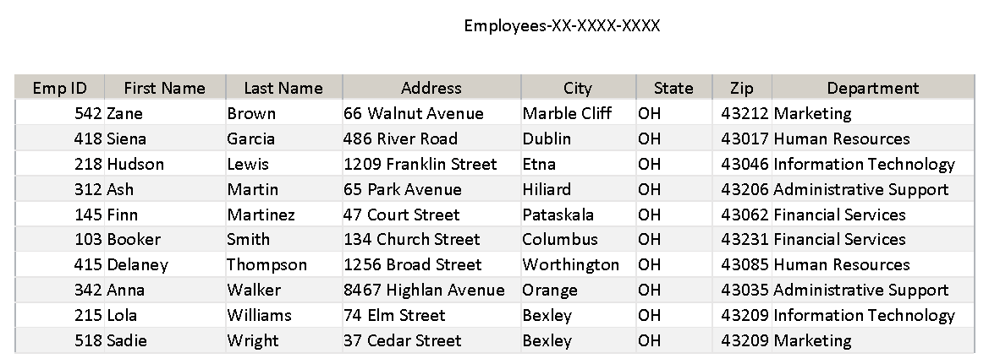 Employees-XX-XXXX-XXXX
Emp ID First Name Last Name Address City State Zip Department
542 Zane Brown 66 Walnut Avenue Marble Cliff OH 43212 Marketing
418 Siena Garcia 486 River Road Dublin OH 43017 Human Resources
218 Hudson Lewis 1209 Franklin Street Etna OH 43046 Information Technology
312 Ash Martin 65 Park Avenue Hiliard OH 43206 Administrative Support
145 Finn Martinez 47 Court Street Pataskala OH 43062 Financial Services
103 Booker Smith 134 Church Street Columbus OH 43231 Financial Services
415 Delaney Thompson 1256 Broad Street Worthington OH 43085 Human Resources
342 Anna Walker 8467 Highlan Avenue Orange OH 43035 Administrative Support
215 Lola Williams 74 Elm Street Bexley OH 43209 Information Technology
518 Sadie Wright 37 Cedar Street Bexley OH 43209 Marketing